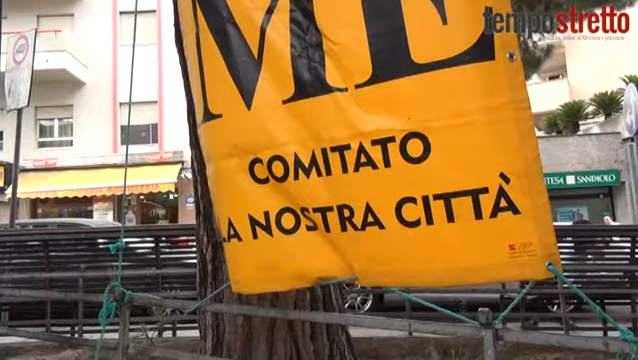 tempostretto
ME
COMITATO
LA NOSTRA CITTÀ
INTESA SANPAOLO